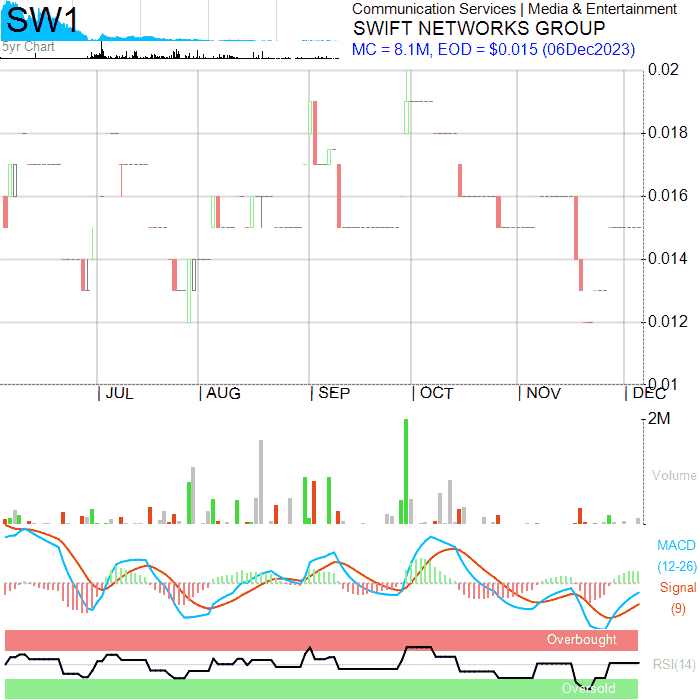 SW1
5yr Chart
Communication Services | Media & Entertainment
SWIFT NETWORKS GROUP
MC = 8.1M, EOD = $0.015 (06Dec2023)
0.02
0.018
0.016
0.014
0.012
0.01
JUL AUG SEP OCT NOV DEC
2M
Volume
MACD
(12-26)
Signal
(9)
Overbought
RSI(14)
Oversold